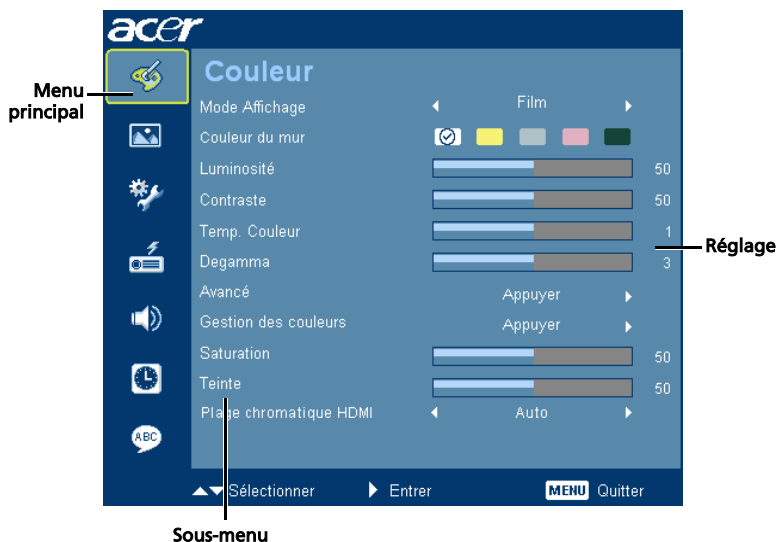 acer
Couleur
Menu principal
Mode Affichage Film
Couleur du mur
Luminosité 50
Contraste 50
Temp. Couleur 1
Réglage
Degamma 3
Avancé Appuyer
Gestion des couleurs Appuyer
Saturation 50
Teinte 50
Plage chromatique HDMI Auto
ABC
Sélectionner Entrer MENU Quitter
Sous-menu